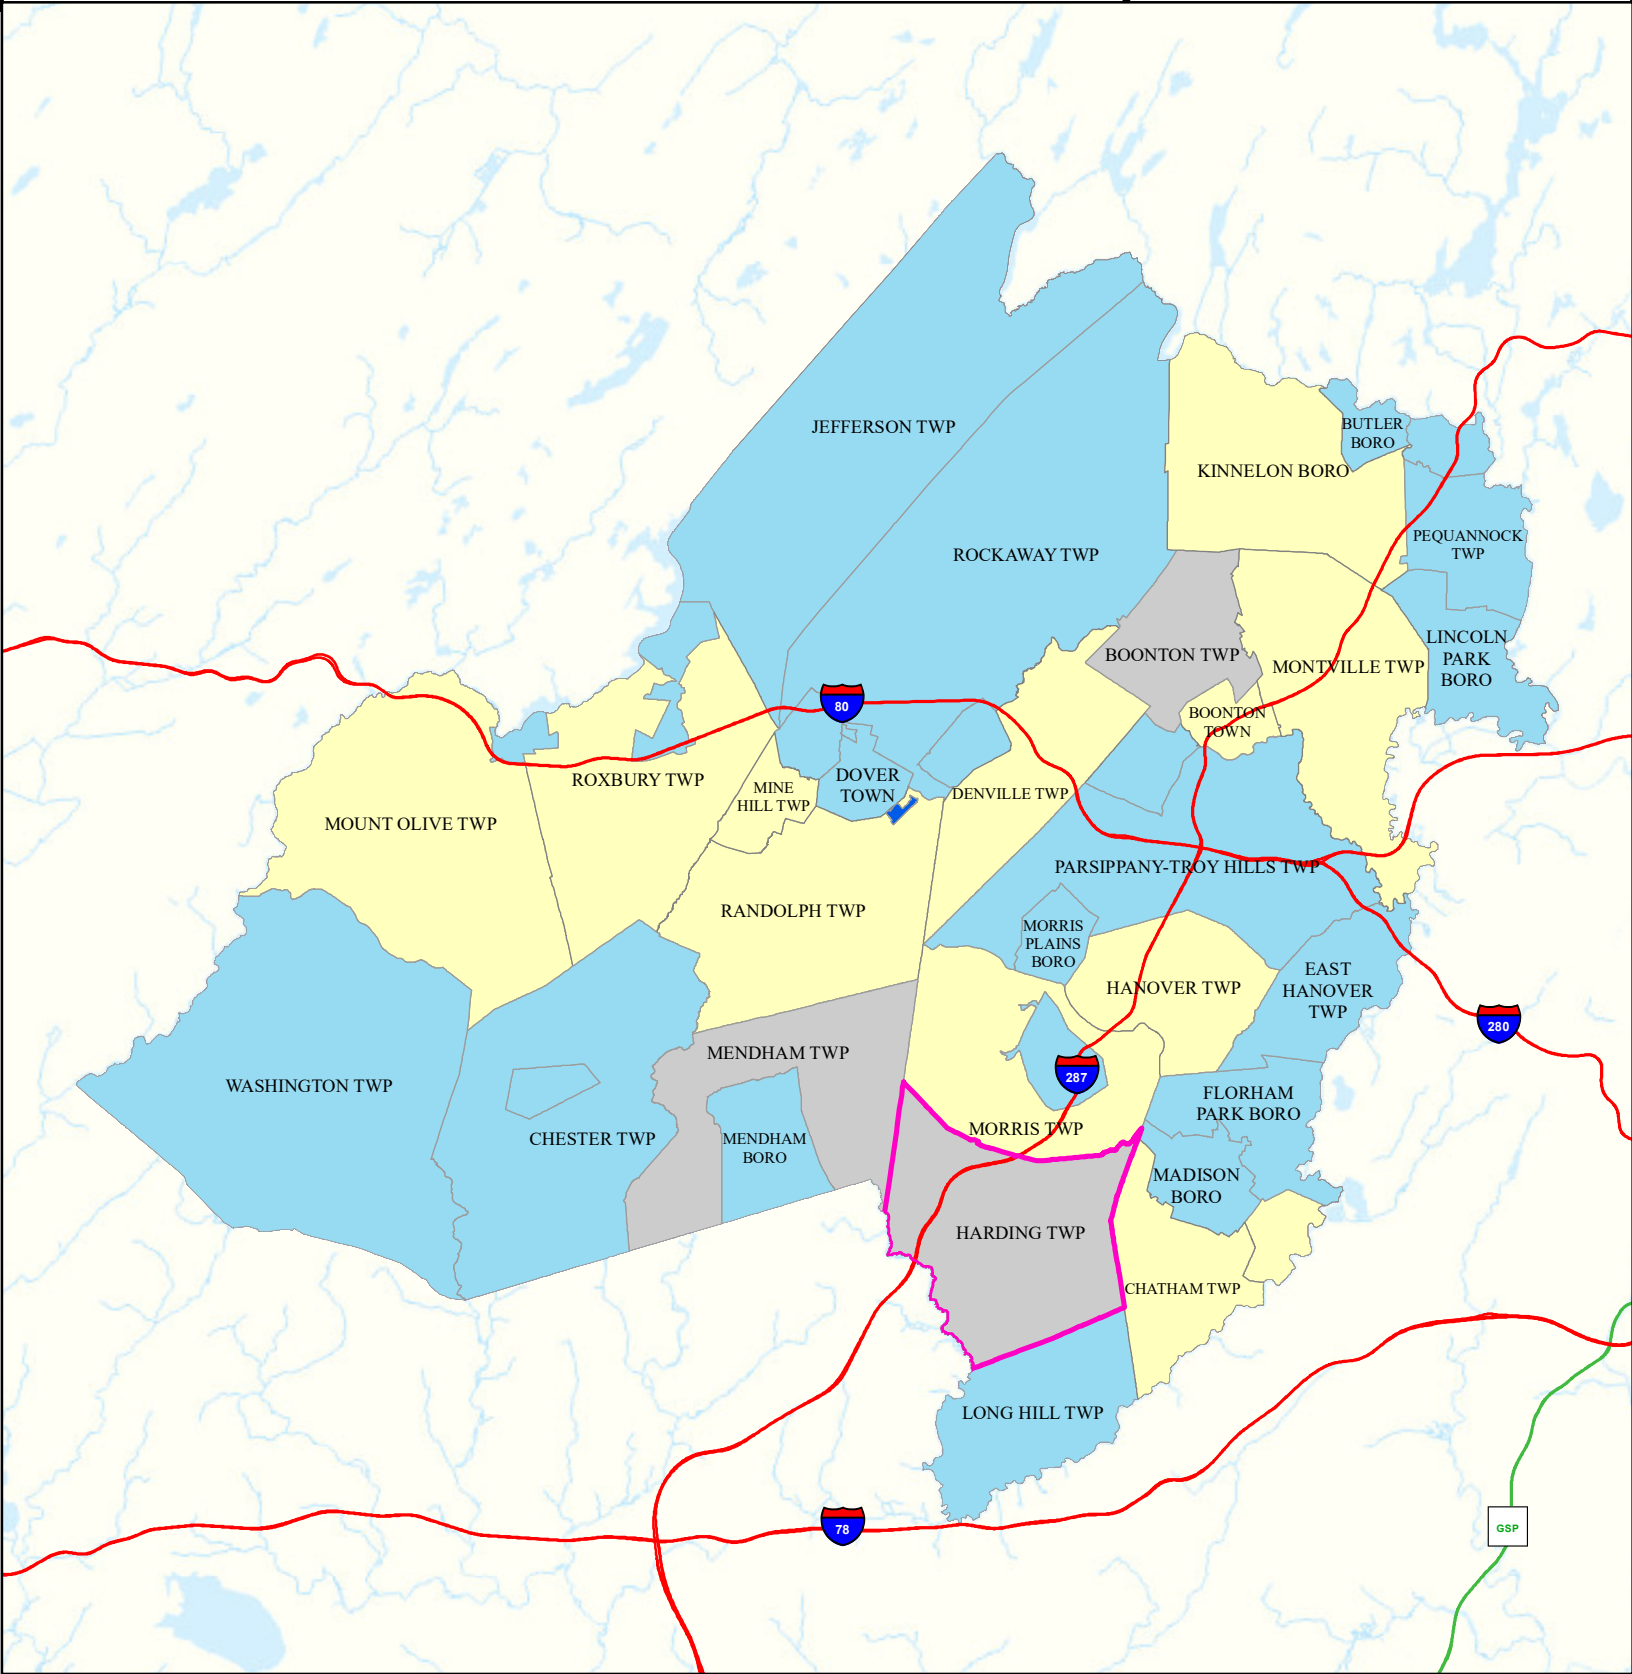 JEFFERSON TWP
BUTLER
BORO
KINNELON BORO
PEQUANNOCK
TWP
ROCKAWAY TWP
LINCOLN
PARK
BORO
BOONTON TWP
MONTVILLE TWP
80
BOONTON
TOWN
ROXBURY TWP
MINE
HILL TWP
DOVER
TOWN
DENVILLE TWP
MOUNT OLIVE TWP
PARSIPPANY-TROY HILLS TWP
RANDOLPH TWP
MORRIS
PLAINS
BORO
EAST
HANOVER
TWP
HANOVER TWP
280
MENDHAM TWP
287
WASHINGTON TWP
FLORHAM
PARK BORO
CHESTER TWP
MENDHAM
BORO
MORRIS TWP
MADISON
BORO
HARDING TWP
CHATHAM TWP
LONG HILL TWP
78
GSP